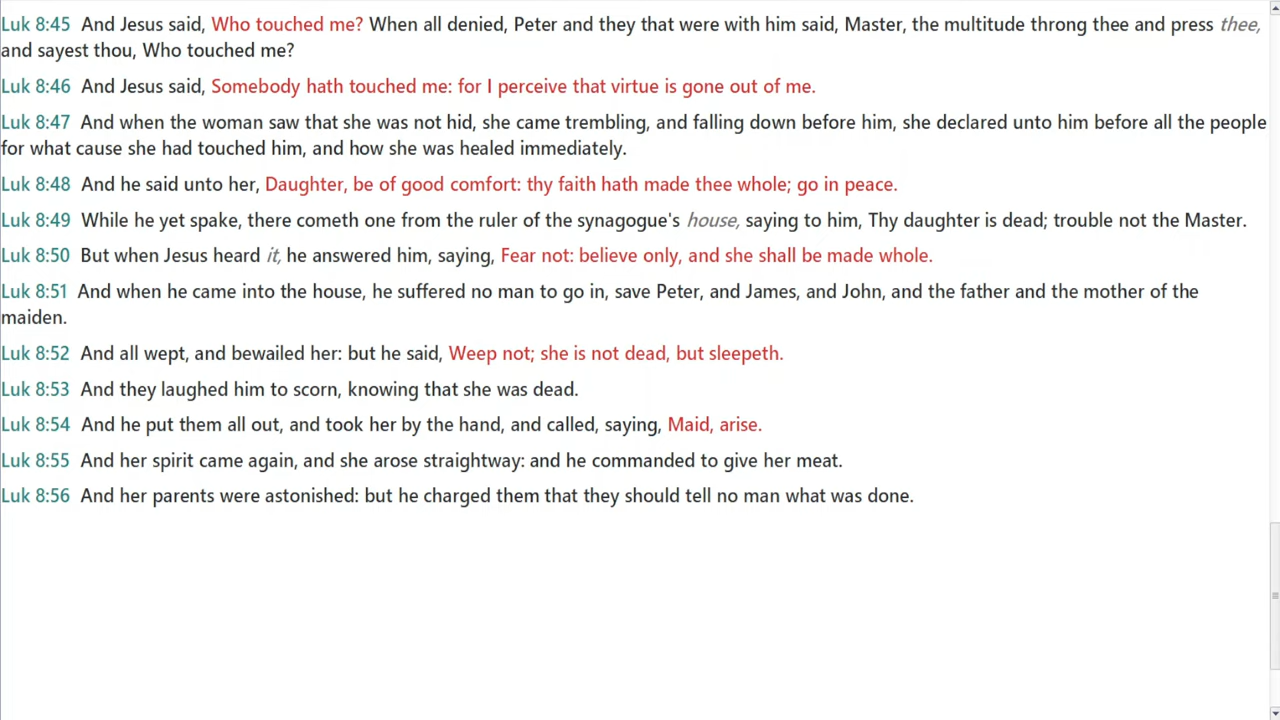 Luk 8:45 And Jesus said, Who touched me? When all denied, Peter and they that were with him said, Master, the multitude throng thee and press thee,
and sayest thou, Who touched me?
Luk 8:46 And Jesus said, Somebody hath touched me: for I perceive that virtue is gone out of me.
Luk 8:47 And when the woman saw that she was not hid, she came trembling, and falling down before him, she declared unto him before all the people
for what cause she had touched him, and how she was healed immediately.
Luk 8:48 And he said unto her, Daughter, be of good comfort: thy faith hath made thee whole; go in peace.
Luk 8:49 While he yet spake, there cometh one from the ruler of the synagogue's house, saying to him, Thy daughter is dead; trouble not the Master.
Luk 8:50 But when Jesus heard it, he answered him, saying, Fear not: believe only, and she shall be made whole.
Luk 8:51 And when he came into the house, he suffered no man to go in, save Peter, and James, and John, and the father and the mother of the
maiden.
Luk 8:52 And all wept, and bewailed her: but he said, Weep not; she is not dead, but sleepeth.
Luk 8:53 And they laughed him to scorn, knowing that she was dead.
Luk 8:54 And he put them all out, and took her by the hand, and called, saying, Maid, arise.
Luk 8:55 And her spirit came again, and she arose straightway: and he commanded to give her meat.
Luk 8:56 And her parents were astonished: but he charged them that they should tell no man what was done.